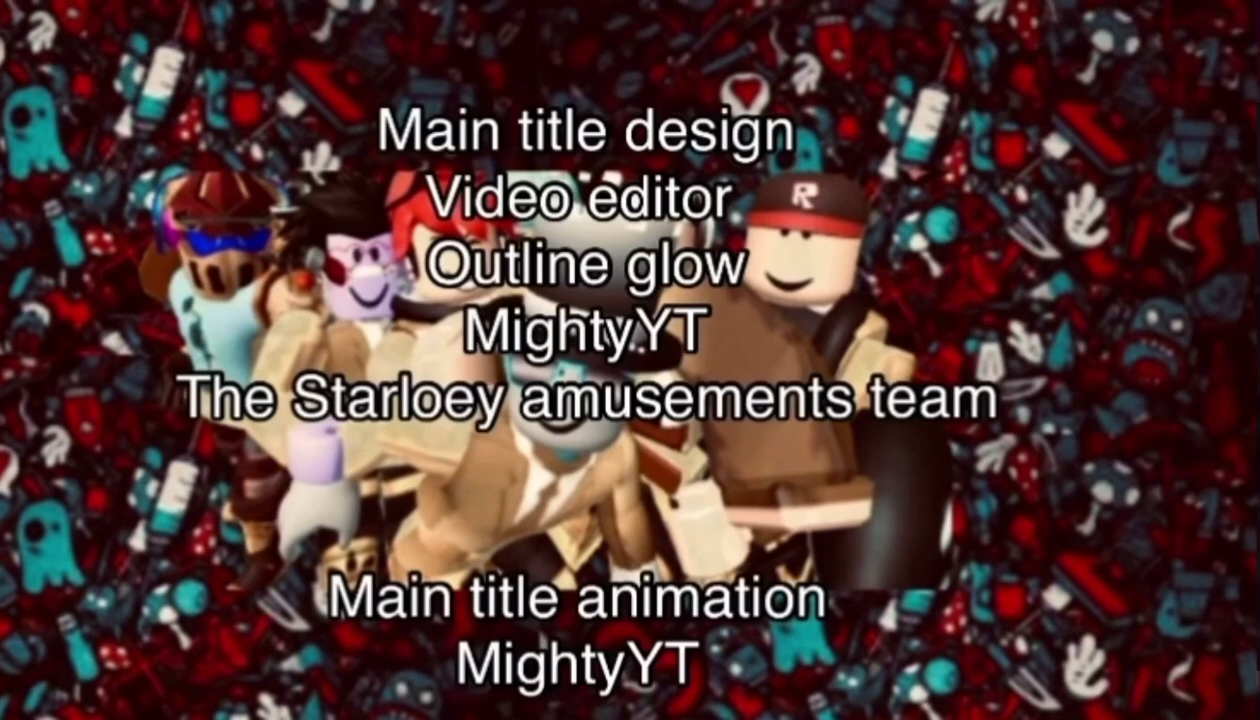 Main title design
R
Video editor
Outline glow
MightyYT
The Starloey amusements team
Main title animation
MightyYT